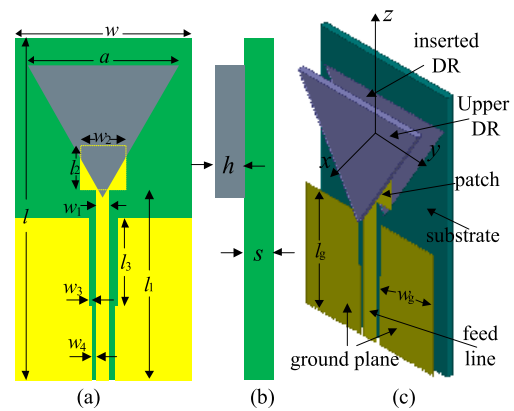 w
a
w2
l2
l
w1
l3
l1
w3
w4
(a)
h
s
(b)
z
inserted
DR
Upper
DR
x
y
patch
substrate
lg
wg
ground plane
feed
line
(c)